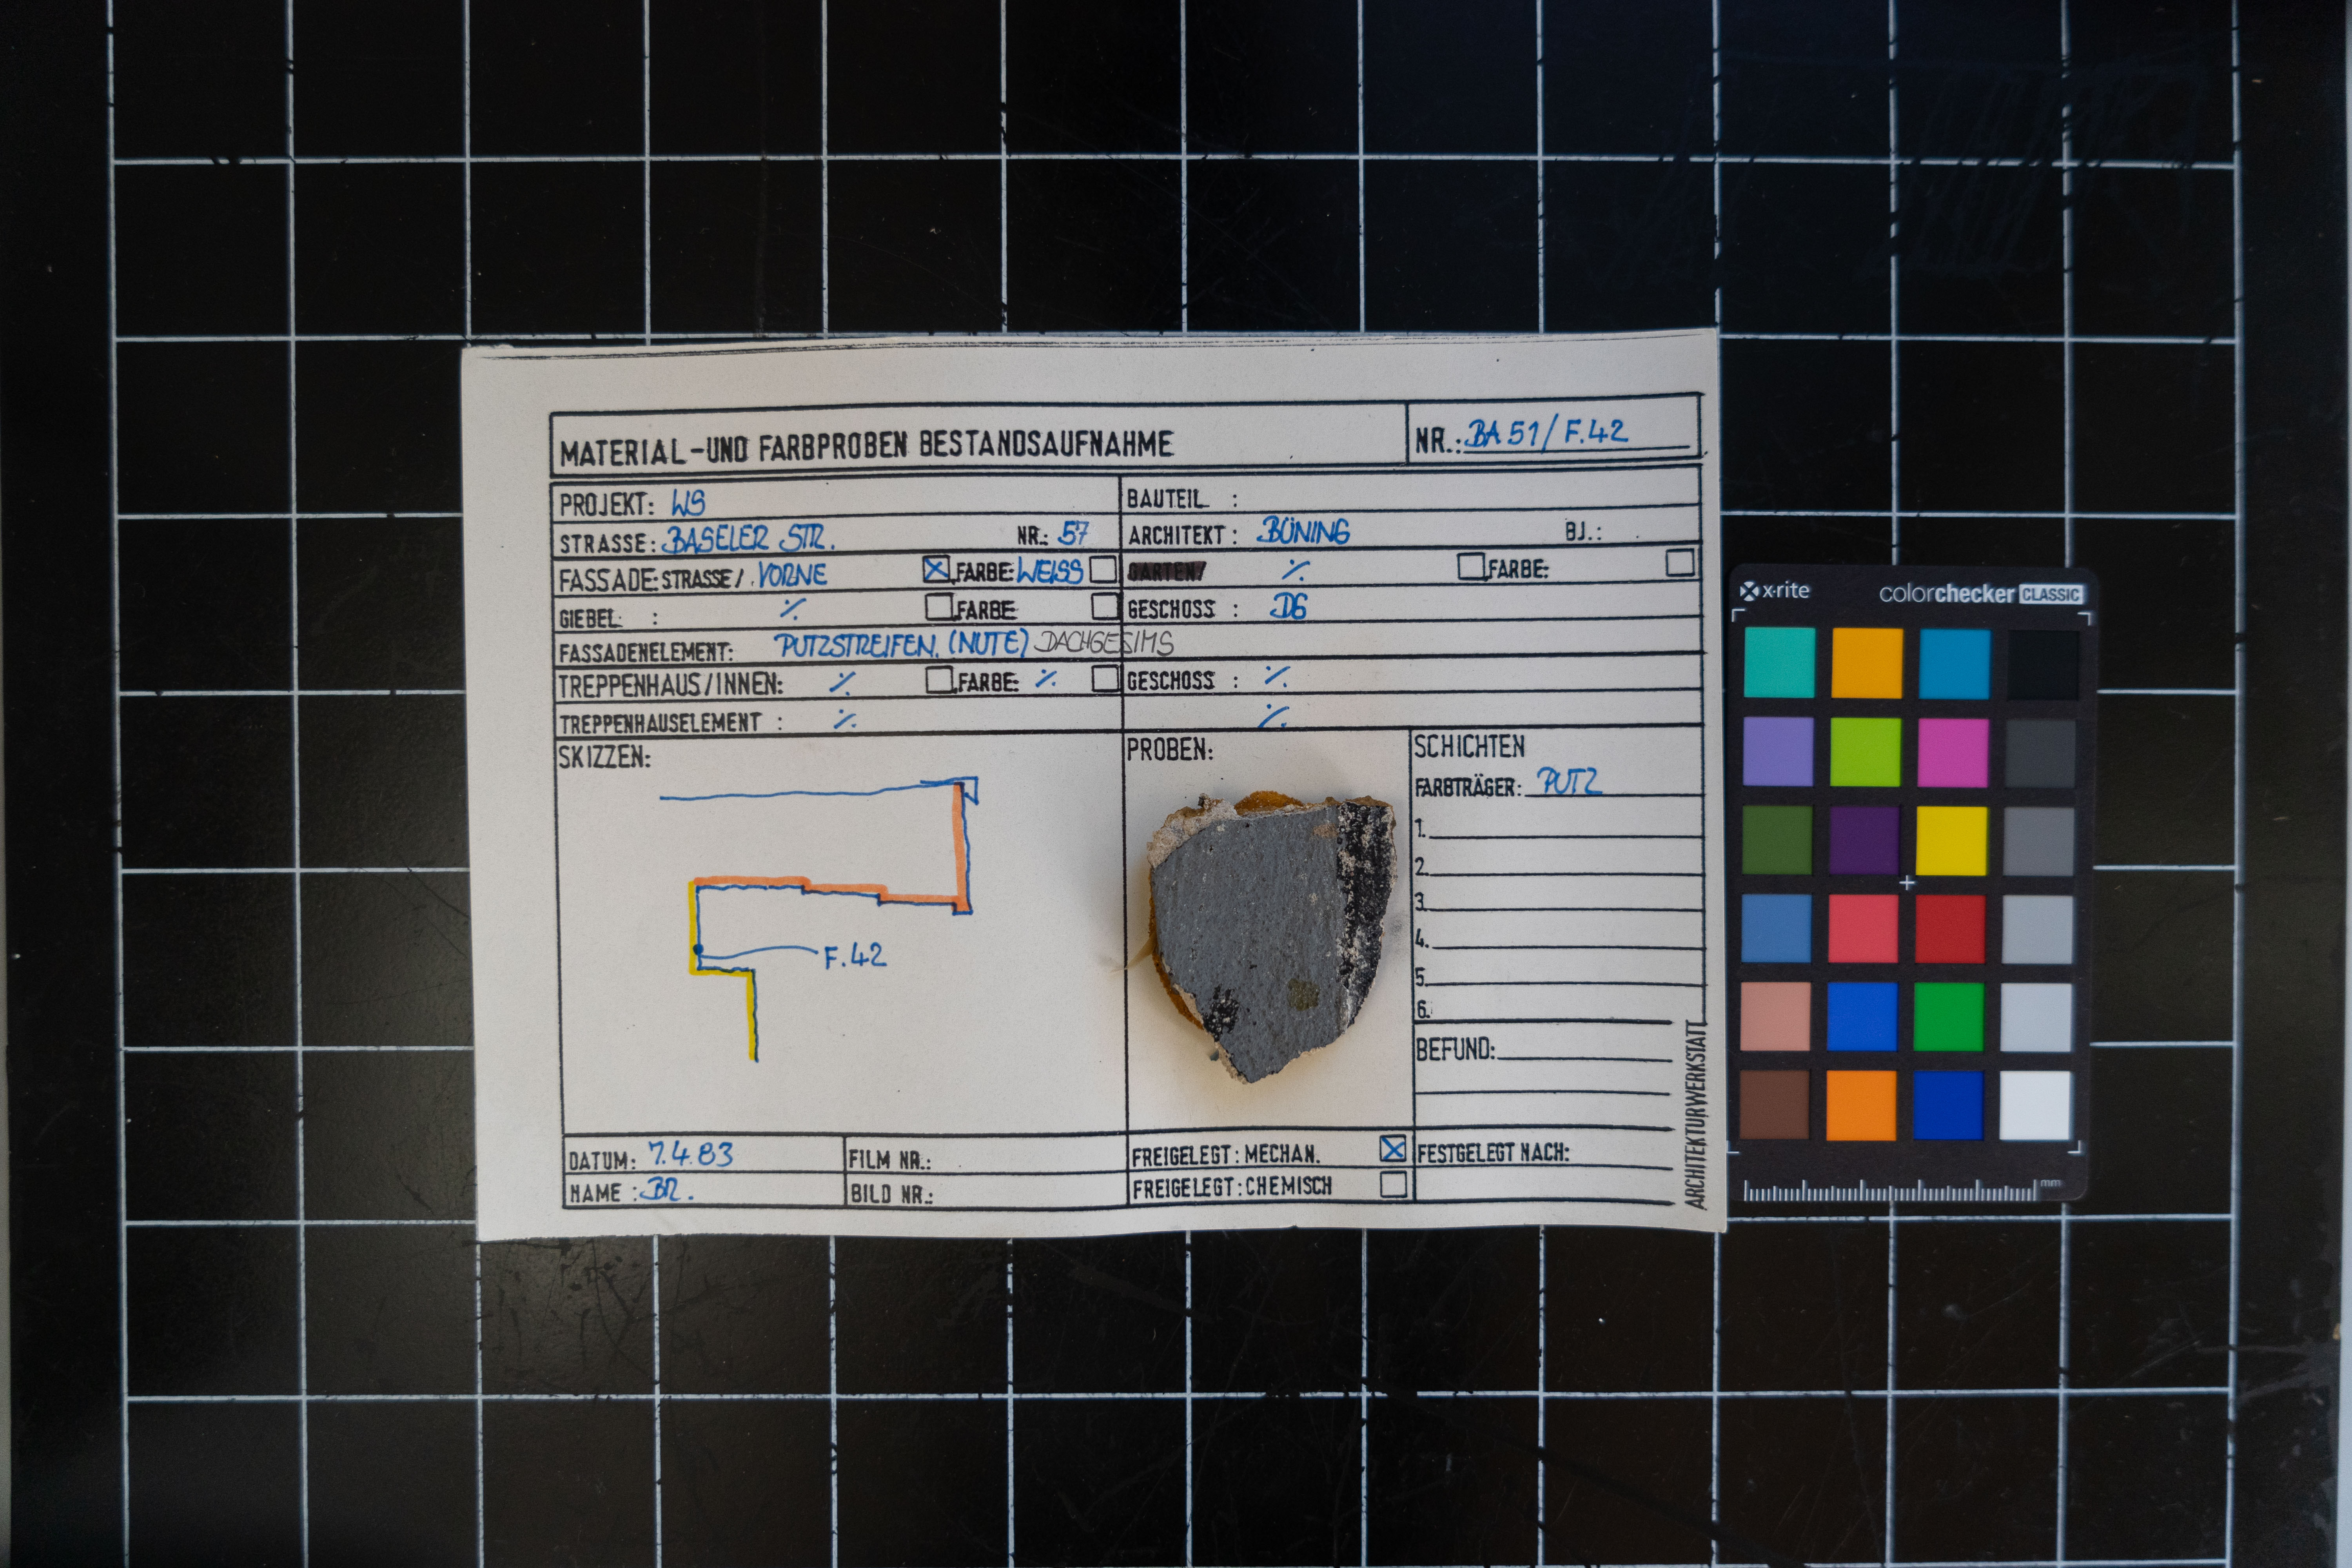 MATERIAL-UND FARBPROBEN BESTANDSAUFNAHME
NR.: BA 51/F.42
PROJEKT: WS
BAUTEIL :
STRASSE: BASELER STR. NR.: 57
ARCHITEKT : BÜNING BJ.:
FASSADE: STRASSE/. VORNE FARBE: WEISS
GARTEN/ ٪ FARBE:
GIEBEL : ٪ FARBE
GESCHOSS : DG
FASSADENELEMENT: PUTZSTREIFEN. (NUTE) DACHGESIMS
TREPPENHAUS/INNEN: ٪ FARBE: ٪
GESCHOSS : ٪
TREPPENHAUSELEMENT : ٪
٪
SKIZZEN:
F.42
PROBEN:
SCHICHTEN
FARBTRÄGER: PUTZ
1.
2.
3.
4.
5.
6.
BEFUND:
DATUM: 7.4.83
FILM NR.:
FREIGELEGT: MECHAN.
FESTGELEGT NACH:
NAME : BR.
BILD NR.:
FREIGELEGT: CHEMISCH
ARCHITEKTURWERKSTATT
x-rite
colorchecker CLASSIC
mm